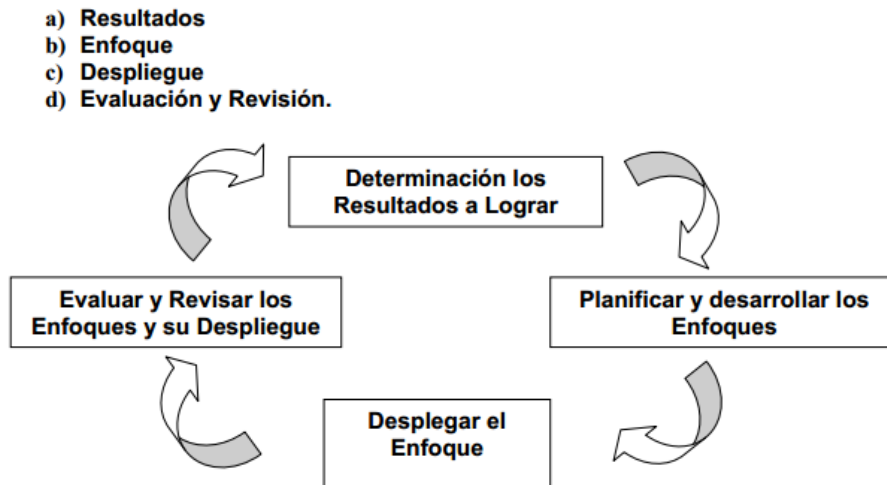 a) Resultados
b) Enfoque
c) Despliegue
d) Evaluación y Revisión.
Determinación los
Resultados a Lograr
Evaluar y Revisar los
Enfoques y su Despliegue
Planificar y desarrollar los
Enfoques
Desplegar el
Enfoque